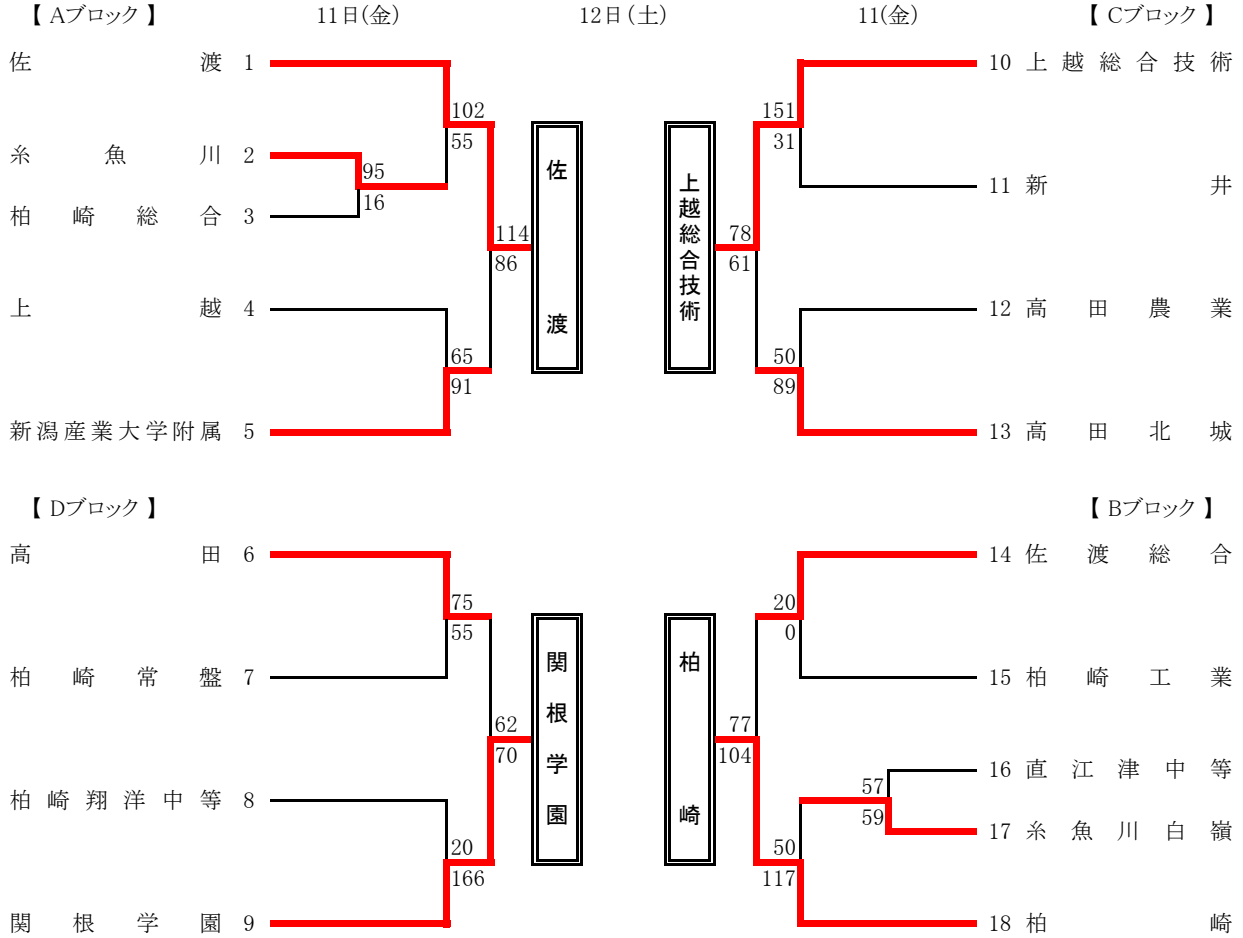 【 Aブロック 】 11日(金) 12日(土) 11(金) 【 Cブロック 】
佐渡 1
10 上越総合技術
102
151
55
31
糸魚川 2
95
11 新井
16
柏崎総合 3
佐渡
上越総合技術
114
78
86
61
上越 4
12 高田農業
65
50
91
89
新潟産業大学附属 5
13 高田北城
【 Dブロック 】 【 Bブロック 】
高田 6
14 佐渡総合
75
20
55
0
柏崎常盤 7
15 柏崎工業
関根学園
柏崎
62
77
70
104
16 直江津中等
57
柏崎翔洋中等 8
59
17 糸魚川白嶺
20
50
166
117
関根学園 9
18 柏崎